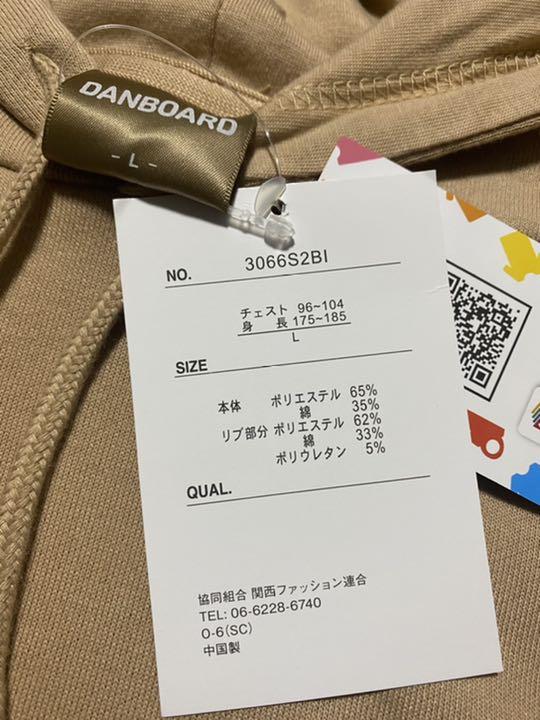 DANBOARD
- L -
NO. 3066S2BI
チェスト 96~104
身 長 175~185
L
SIZE
本体 ポリエステル 65%
綿 35%
リブ部分 ポリエステル 62%
綿 33%
ポリウレタン 5%
QUAL.
協同組合 関西ファッション連合
TEL: 06-6228-6740
O-6(SC)
中国製